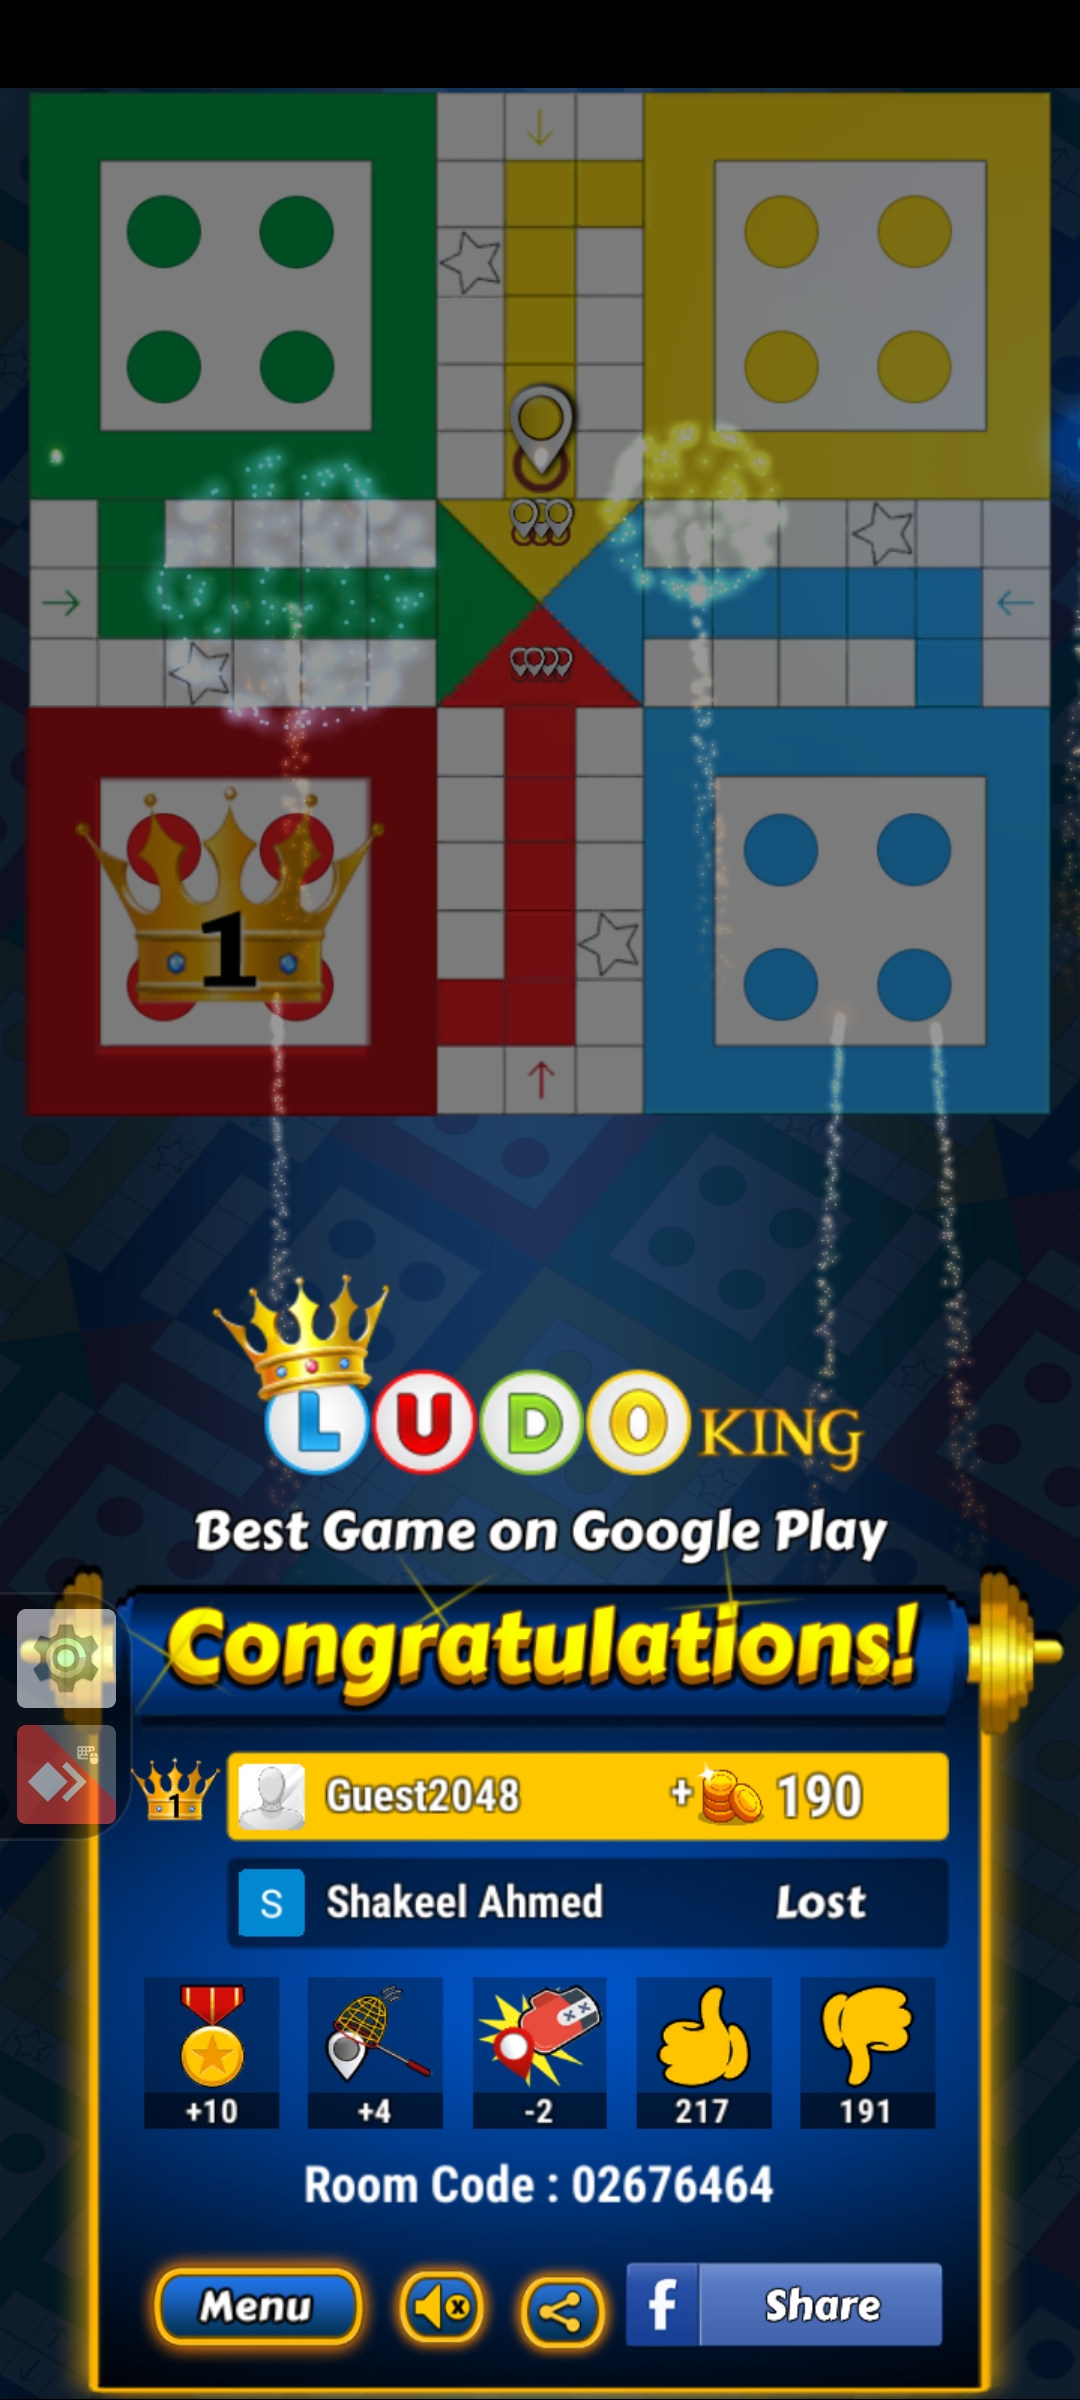 1
LUDO KING
Best Game on Google Play
Congratulations!
1 Guest2048 + 190
S Shakeel Ahmed Lost
+10 +4 -2 217 191
Room Code : 02676464
Menu f Share